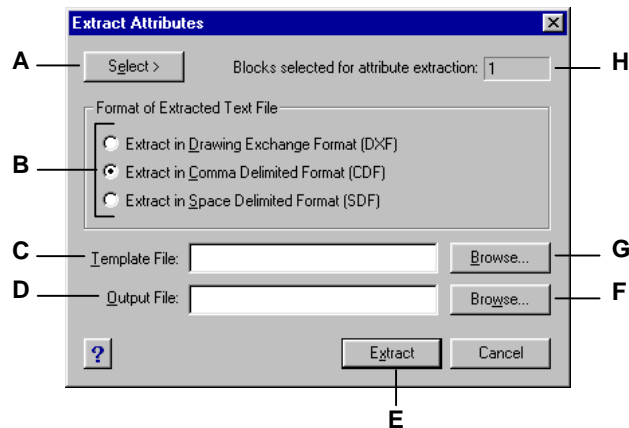 Extract Attributes
A Select > Blocks selected for attribute extraction: 1 H
Format of Extracted Text File
Extract in Drawing Exchange Format (DXF)
B Extract in Comma Delimited Format (CDF)
Extract in Space Delimited Format (SDF)
C Template File: Browse... G
D Output File: Browse... F
? Extract Cancel
E